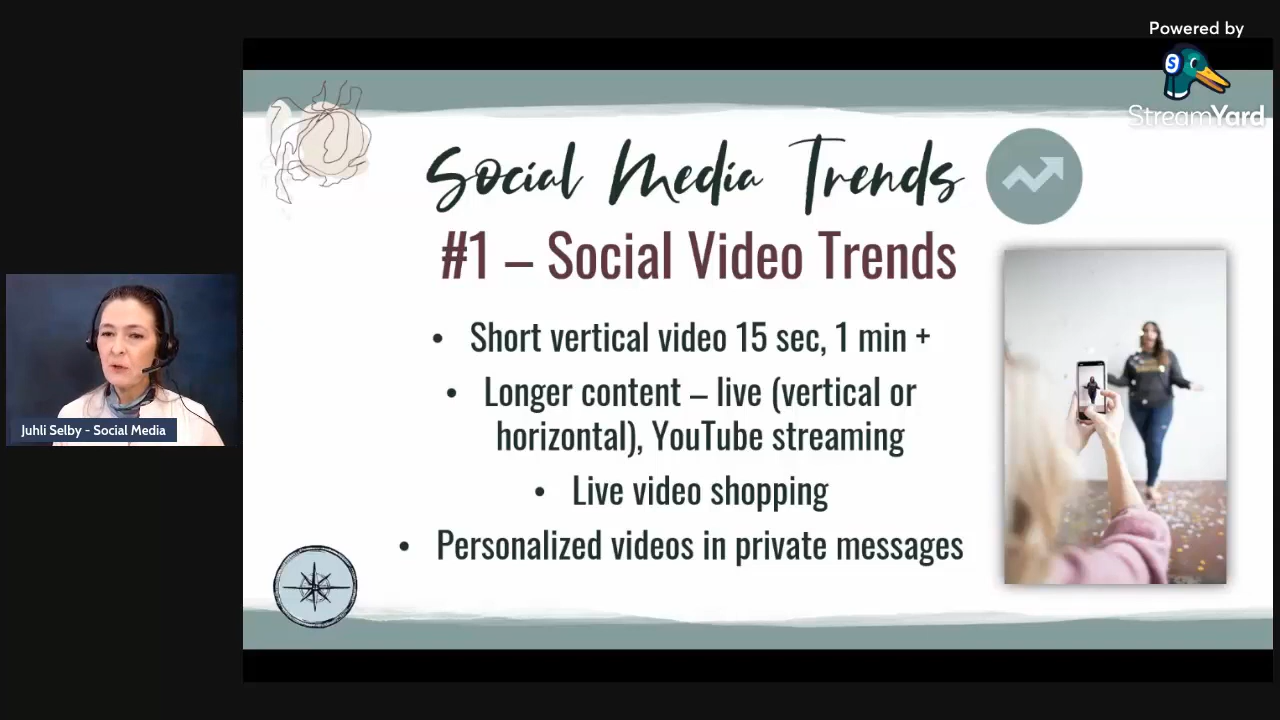 Powered by
StreamYard
Social Media Trends
#1 – Social Video Trends
• Short vertical video 15 sec, 1 min +
• Longer content – live (vertical or
horizontal), YouTube streaming
• Live video shopping
• Personalized videos in private messages
Juhli Selby - Social Media